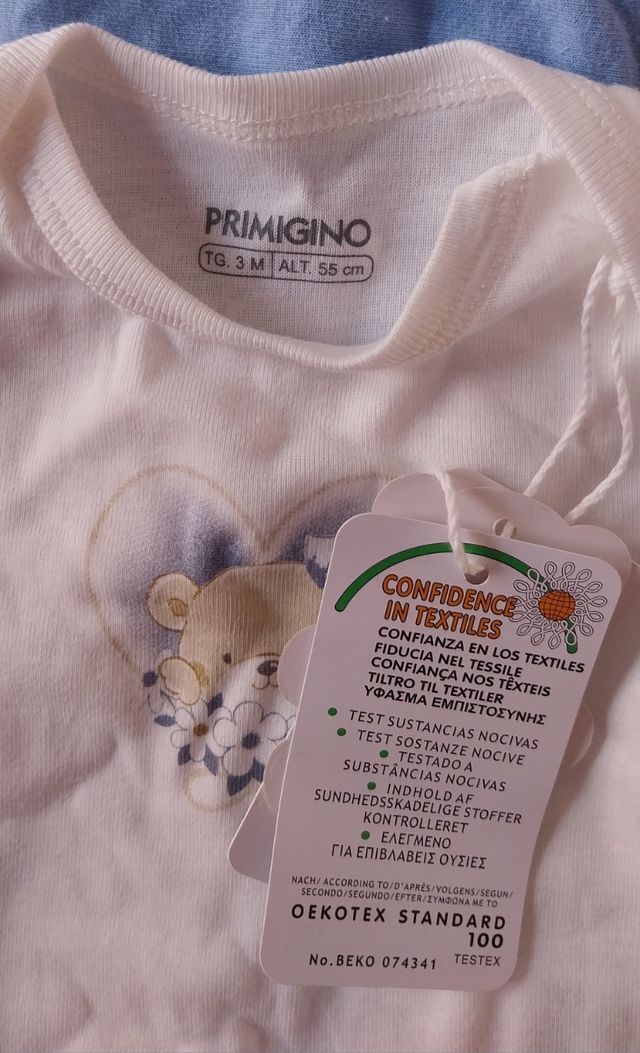 PRIMIGINO
TG. 3 M ALT. 55 cm
CONFIDENCE
IN TEXTILES
CONFIANZA EN LOS TEXTILES
FIDUCIA NEL TESSILE
CONFIANÇA NOS TÊXTEIS
TILTRO TIL TEXTILER
ΥΦΑΣΜΑ ΕΜΠΙΣΤΟΣΥΝΗΣ
• TEST SUSTANCIAS NOCIVAS
• TEST SOSTANZE NOCIVE
• TESTADO A
SUBSTÂNCIAS NOCIVAS
• INDHOLD AF
SUNDHEDSSKADELIGE STOFFER
KONTROLLERET
• ΕΛΕΓΜΕΝΟ
ΓΙΑ ΕΠΙΒΛΑΒΕΙΣ ΟΥΣΙΕΣ
NACH/ ACCORDING TO/D'APRÈS/VOLGENS/SEGUN/
SECONDO/SEGUNDO/EFTER/ΣΥΜΦΩΝΑ ΜΕ ΤΟ
OEKOTEX STANDARD
100
No.BEKO 074341 TESTEX